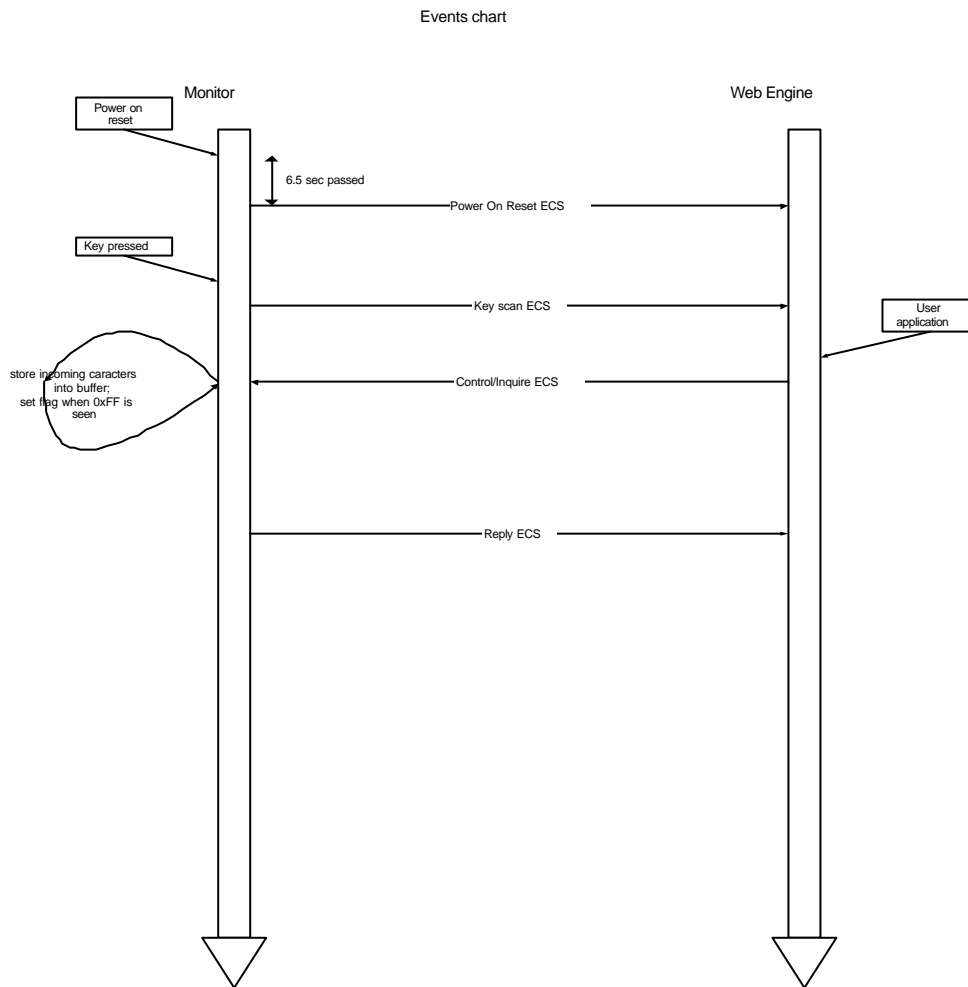 Events chart
Monitor
Web Engine
Power on
reset
6.5 sec passed
Power On Reset ECS
Key pressed
Key scan ECS
User
application
store incoming caracters
into buffer;
set flag when 0xFF is
seen
Control/Inquire ECS
Reply ECS